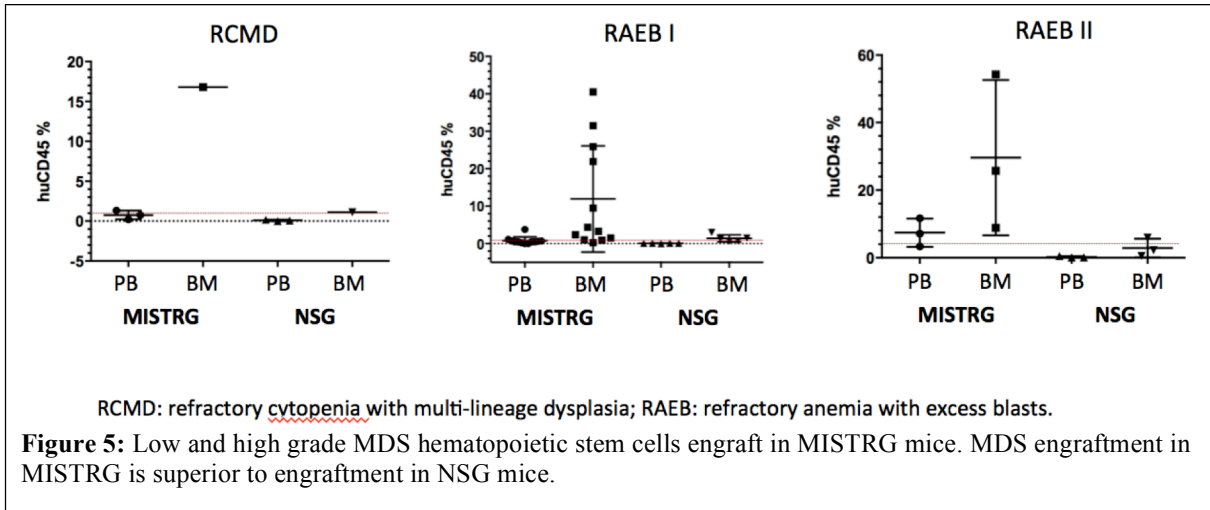 RCMD
huCD45 %
20
15
10
5
0
-5
PB BM PB BM
MISTRG NSG
RAEB I
huCD45 %
50
40
30
20
10
0
PB BM PB BM
MISTRG NSG
RAEB II
huCD45 %
60
40
20
0
PB BM PB BM
MISTRG NSG
RCMD: refractory cytopenia with multi-lineage dysplasia; RAEB: refractory anemia with excess blasts.
Figure 5: Low and high grade MDS hematopoietic stem cells engraft in MISTRG mice. MDS engraftment in
MISTRG is superior to engraftment in NSG mice.